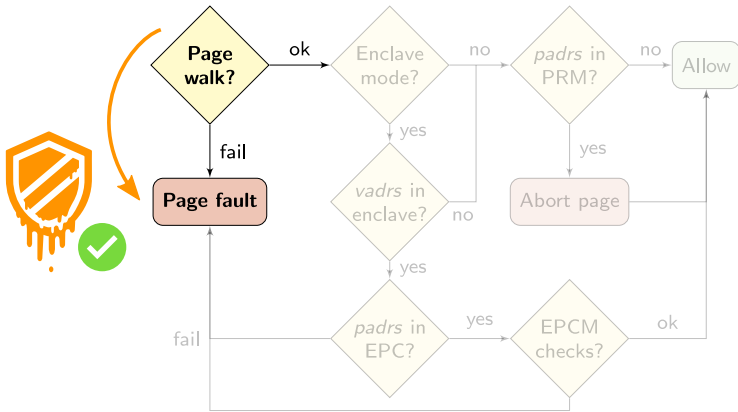 Page
walk?
ok
Enclave
mode?
no
padrs in
PRM?
no
Allow
fail
yes
yes
Page fault
vadrs in
enclave?
no
Abort page
yes
fail
padrs in
EPC?
yes
EPCM
checks?
ok